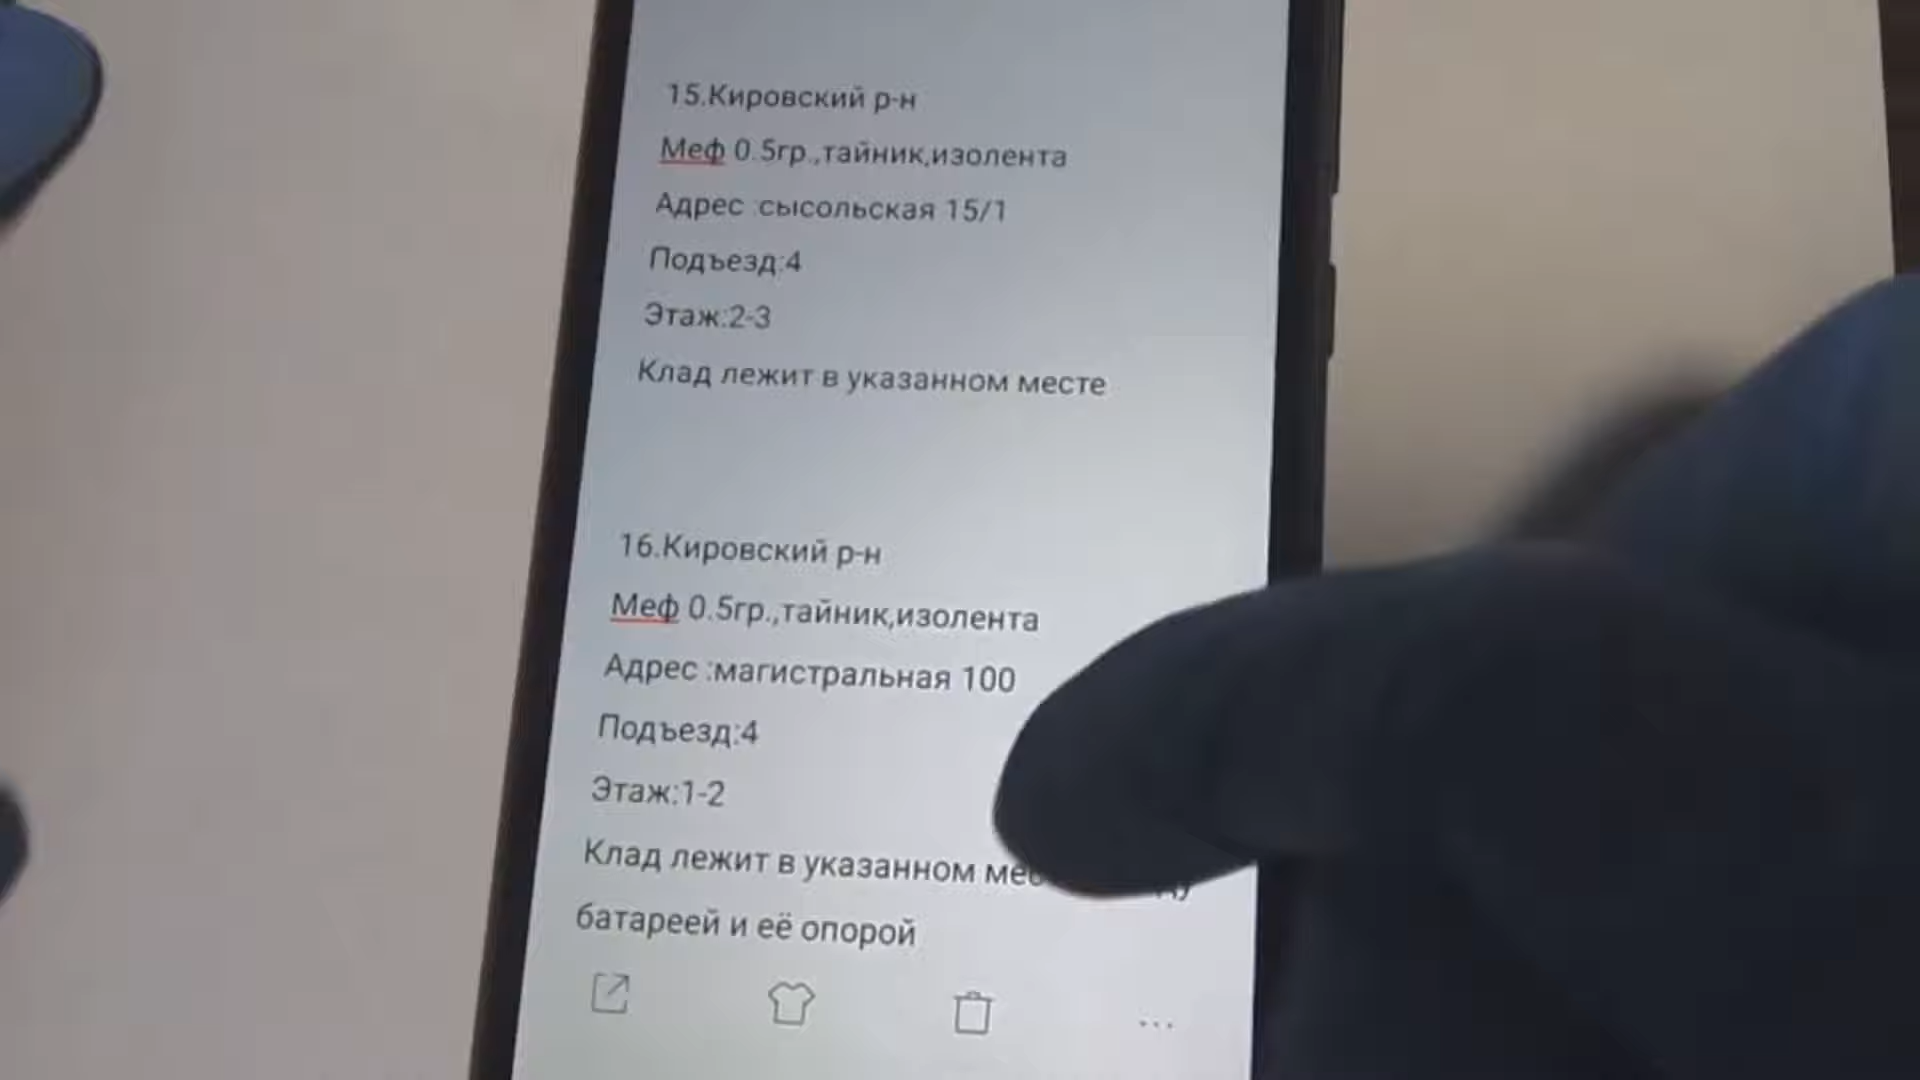 15.Кировский р-н
Меф 0.5гр.,тайник,изолента
Адрес :сысольская 15/1
Подъезд:4
Этаж:2-3
Клад лежит в указанном месте
16.Кировский р-н
Меф 0.5гр.,тайник,изолента
Адрес :магистральная 100
Подъезд:4
Этаж:1-2
Клад лежит в указанном
батареей и её опорой